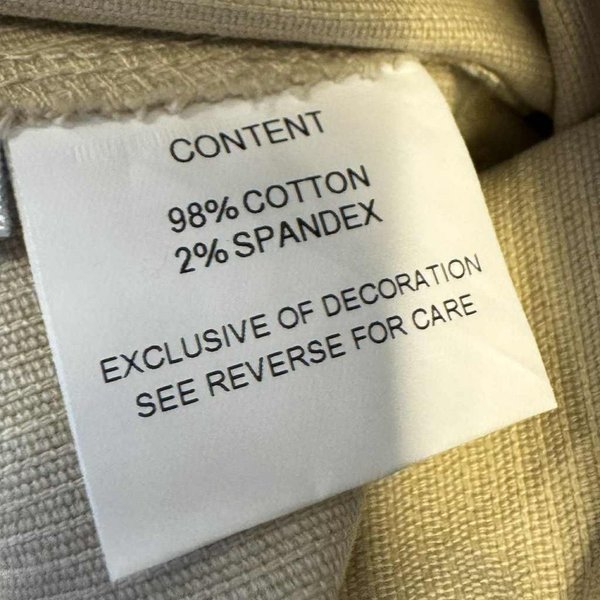 CONTENT
98% COTTON
2% SPANDEX
EXCLUSIVE OF DECORATION
SEE REVERSE FOR CARE